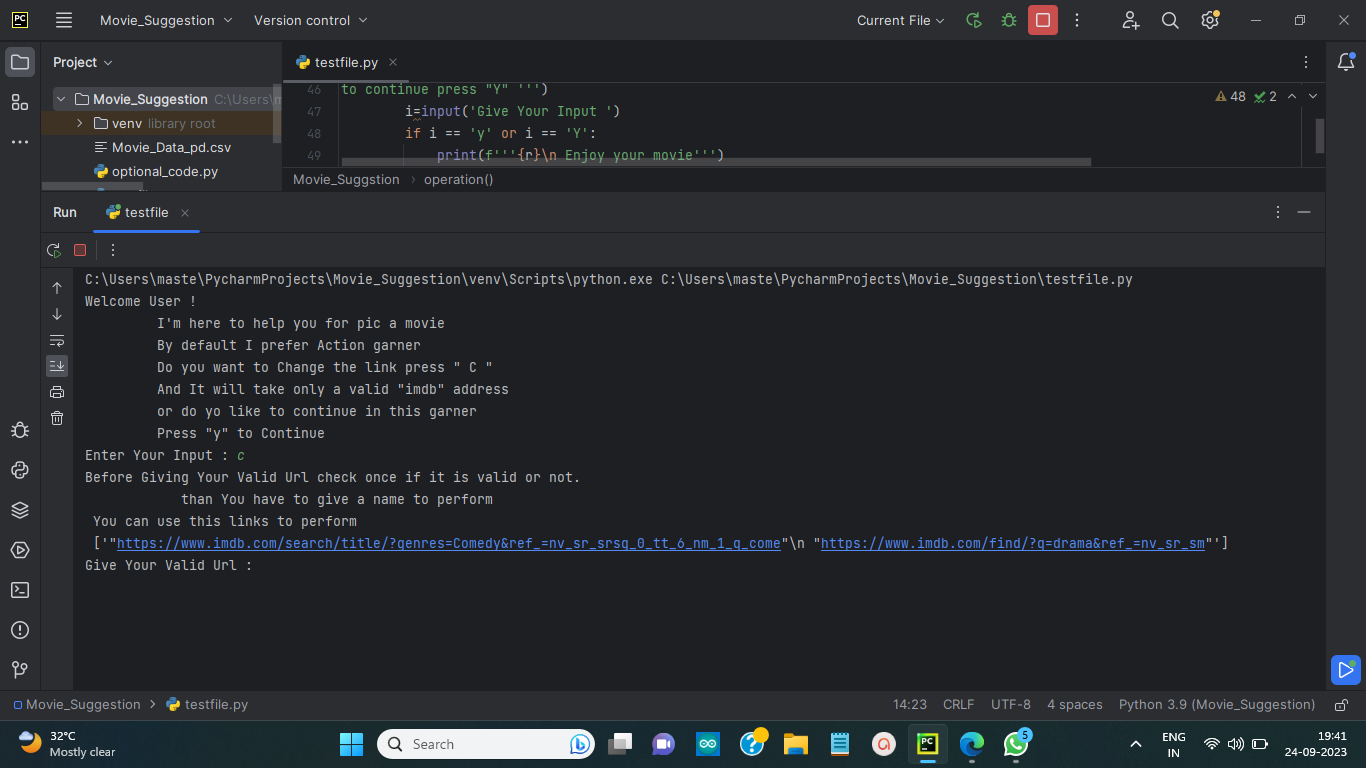 PC Movie_Suggestion Version control Current File
Project
testfile.py
Movie_Suggestion C:\Users\m
venv library root
Movie_Data_pd.csv
optional_code.py
46 to continue press "Y" ''')
47 i=input('Give Your Input ')
48 if i == 'y' or i == 'Y':
49 print(f'''{r}\n Enjoy your movie''')
48 2
Movie_Suggstion › operation()
Run testfile
C:\Users\maste\PycharmProjects\Movie_Suggestion\venv\Scripts\python.exe C:\Users\maste\PycharmProjects\Movie_Suggestion\testfile.py
Welcome User !
I'm here to help you for pic a movie
By default I prefer Action garner
Do you want to Change the link press " C "
And It will take only a valid "imdb" address
or do yo like to continue in this garner
Press "y" to Continue
Enter Your Input : c
Before Giving Your Valid Url check once if it is valid or not.
than You have to give a name to perform
You can use this links to perform
['"https://www.imdb.com/search/title/?genres=Comedy&ref_=nv_sr_srsg_0_tt_6_nm_1_q_come"\n "https://www.imdb.com/find/?q=drama&ref_=nv_sr_sm"']
Give Your Valid Url :
Movie_Suggestion > testfile.py 14:23 CRLF UTF-8 4 spaces Python 3.9 (Movie_Suggestion)
32°C
Mostly clear
Search
PC
5
ENG
IN
19:41
24-09-2023